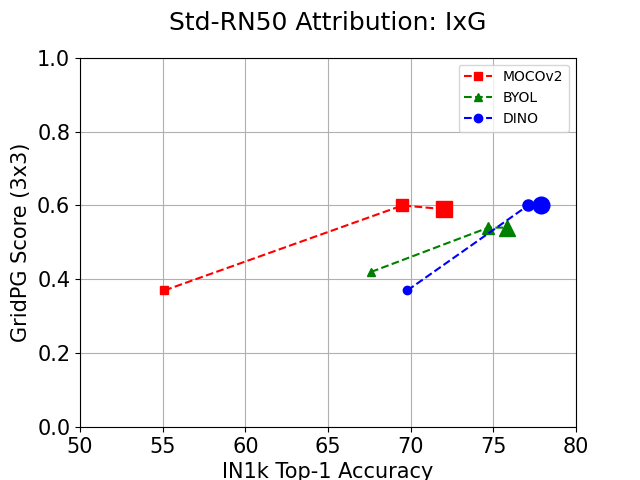 Std-RN50 Attribution: IxG
MOCOv2
BYOL
DINO
GridPG Score (3x3)
1.0
0.8
0.6
0.4
0.2
0.0
50 55 60 65 70 75 80
IN1k Top-1 Accuracy